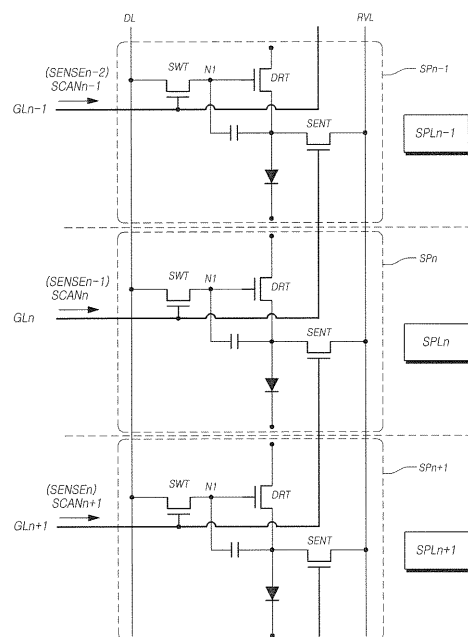 DL
RVL
(SENSEn-2)
SCANn-1
GLn-1
SWT
N1
DRT
SENT
SPn-1
SPLn-1
(SENSEn-1)
SCANn
GLn
SWT
N1
DRT
SENT
SPn
SPLn
(SENSEn)
SCANn+1
GLn+1
SWT
N1
DRT
SENT
SPn+1
SPLn+1